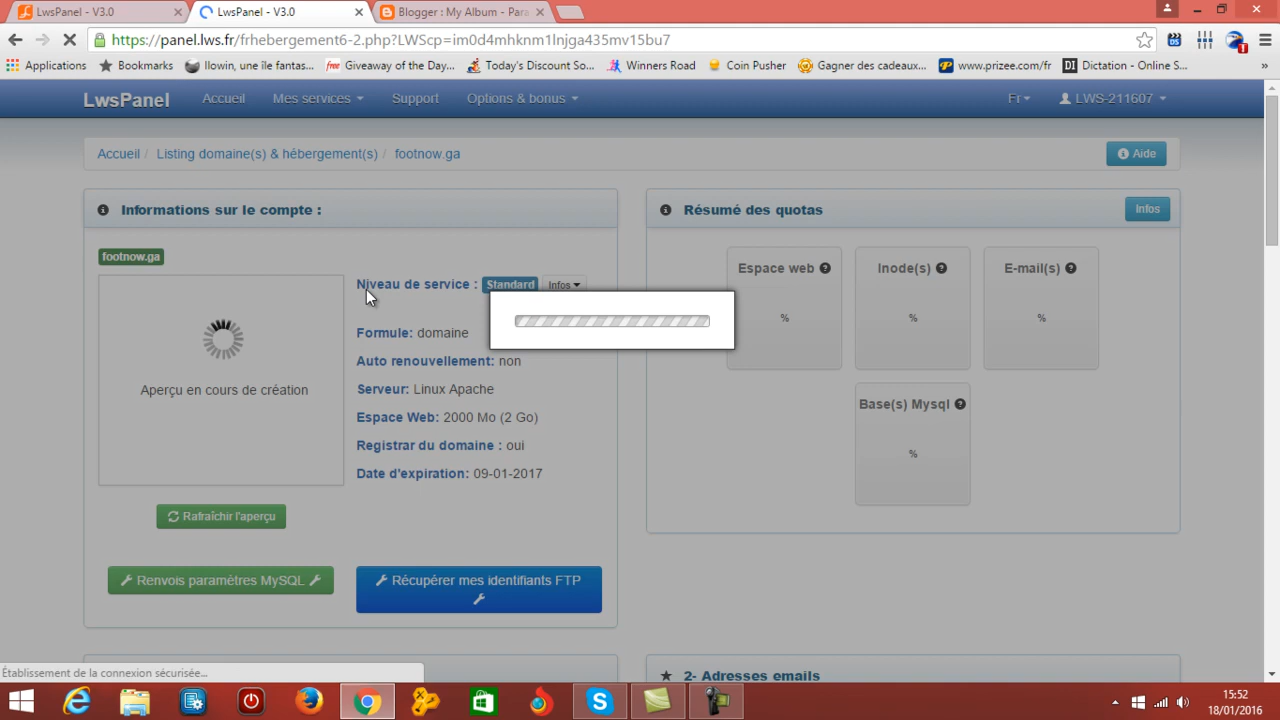 LwsPanel - V3.0
LwsPanel - V3.0
Blogger : My Album - Para
https://panel.lws.fr/frhebergement6-2.php?LWScp=im0d4mhknm1lnjga435mv15bu7
Applications Bookmarks Ilowin, une île fantas... Giveaway of the Day... Today's Discount So... Winners Road Coin Pusher Gagner des cadeaux... www.prizee.com/fr Dictation - Online S... »
LwsPanel Accueil Mes services Support Options & bonus Fr LWS-211607
Accueil / Listing domaine(s) & hébergement(s) / footnow.ga
Aide
Informations sur le compte :
footnow.ga
Aperçu en cours de création
Rafraîchir l'aperçu
Niveau de service : Standard Infos
Formule: domaine
Auto renouvellement: non
Serveur: Linux Apache
Espace Web: 2000 Mo (2 Go)
Registrar du domaine : oui
Date d'expiration: 09-01-2017
Renvois paramètres MySQL
Récupérer mes identifiants FTP
Résumé des quotas
Infos
Espace web
%
Inode(s)
%
E-mail(s)
%
Base(s) Mysql
%
2- Adresses emails
Établissement de la connexion sécurisée...
15:52
18/01/2016